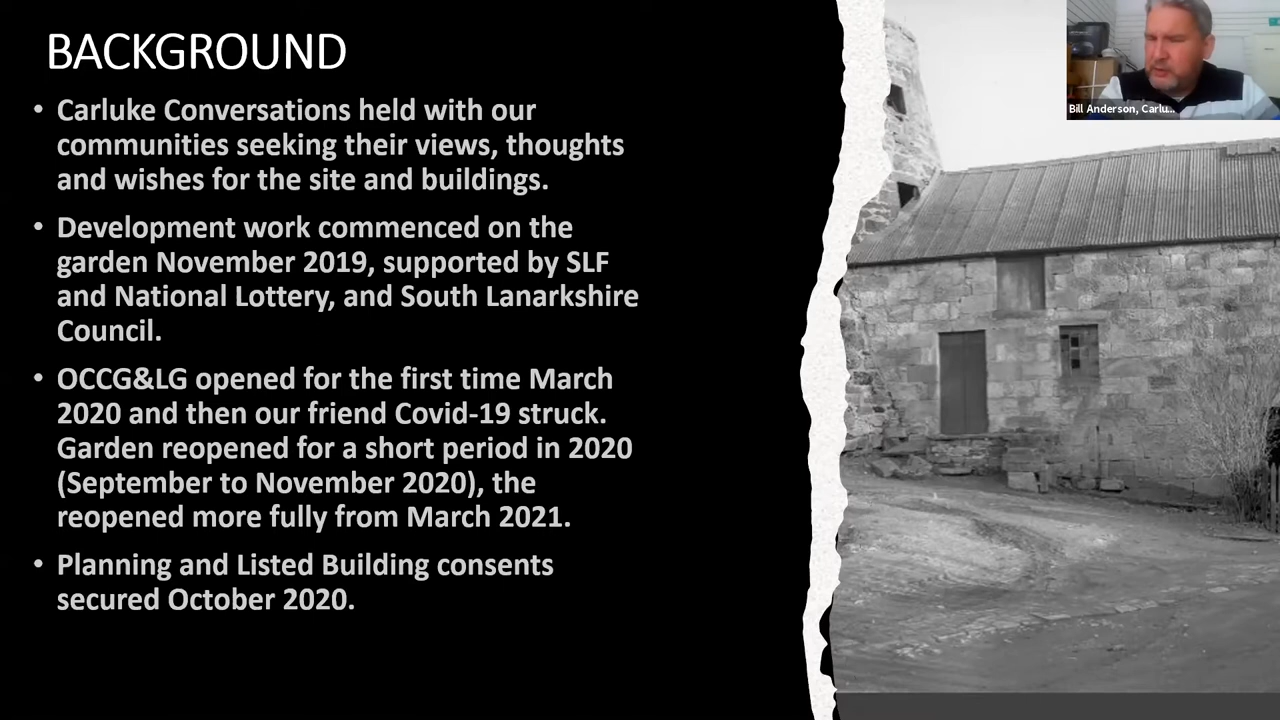 BACKGROUND
• Carluke Conversations held with our
communities seeking their views, thoughts
and wishes for the site and buildings.
• Development work commenced on the
garden November 2019, supported by SLF
and National Lottery, and South Lanarkshire
Council.
• OCCG&LG opened for the first time March
2020 and then our friend Covid-19 struck.
Garden reopened for a short period in 2020
(September to November 2020), the
reopened more fully from March 2021.
• Planning and Listed Building consents
secured October 2020.
Bill Anderson, Carlu...